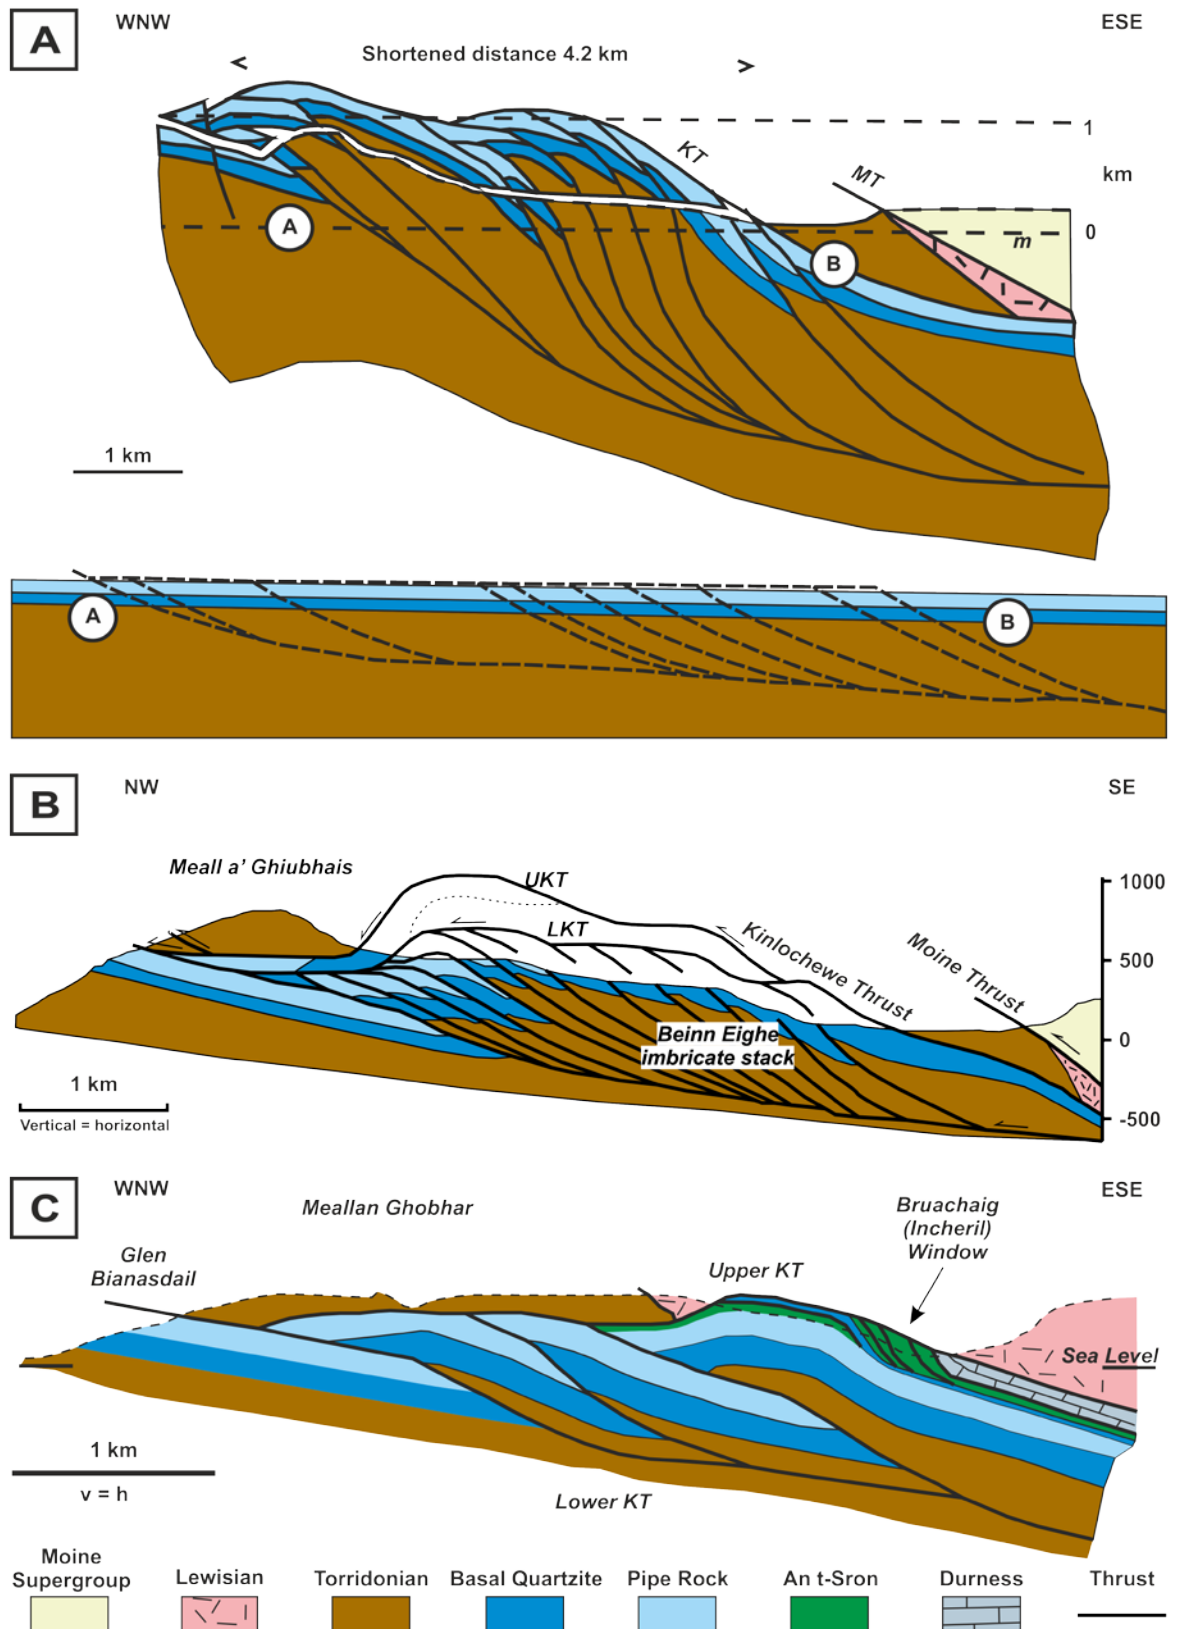 A
WNW
ESE
Shortened distance 4.2 km
1
KT
MT
km
A
0
m
B
1 km
A
B
B
NW
SE
Meall a' Ghiubhais
UKT
1000
LKT
Kinlochewe Thrust
Moine Thrust
500
Beinn Eighe
imbricate stack
0
1 km
Vertical = horizontal
-500
C
WNW
ESE
Meallan Ghobhar
Bruachaig
(Incheril)
Window
Glen
Bianasdail
Upper KT
Sea Level
1 km
v = h
Lower KT
Moine
Supergroup
Lewisian
Torridonian
Basal Quartzite
Pipe Rock
An t-Sron
Durness
Thrust